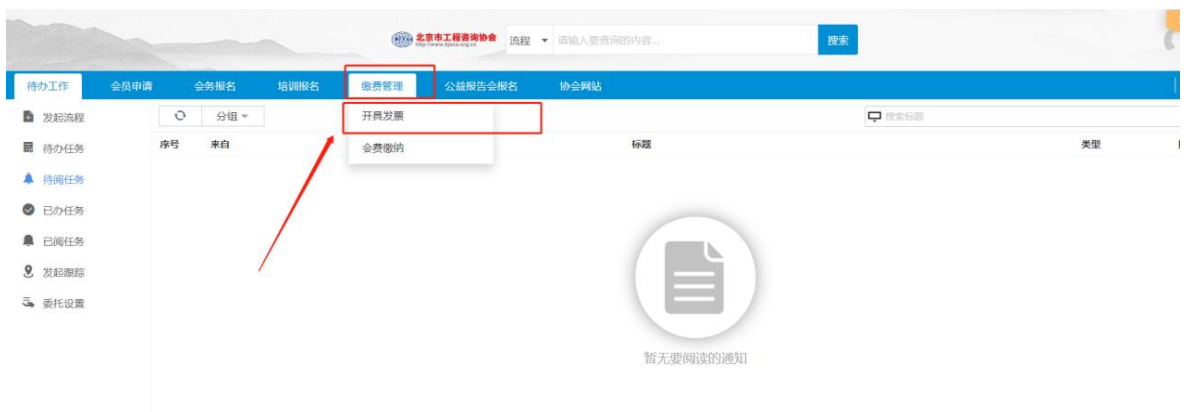 北京市工程咨询协会 流程 请输入要查询的内容... 搜索
待办工作 会员申请 会务报名 培训报名 缴费管理 公益报告会报名 协会网站
发起流程 分组 开具发票 搜索标题
待办任务 序号 来自 会费缴纳 标题 类型
待阅任务
已办任务
已阅任务
发起跟踪
委托设置
暂无要阅读的通知